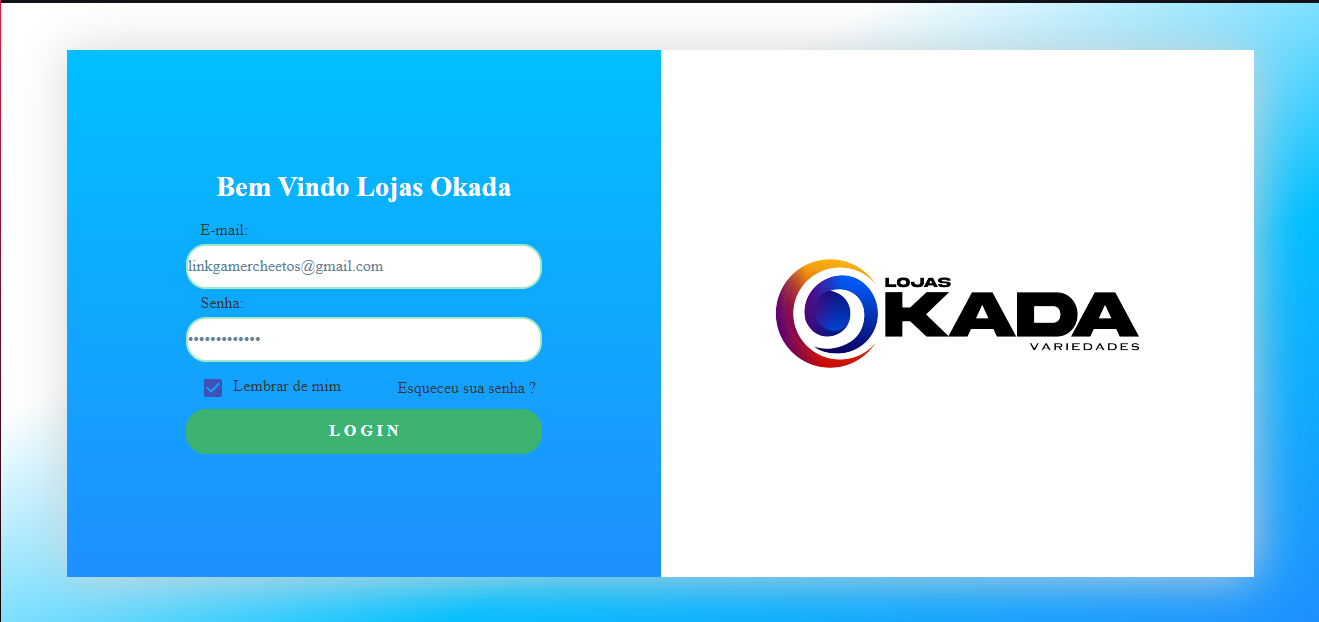 Bem Vindo Lojas Okada
E-mail:
linkgamercheetos@gmail.com
Senha:
•••••••••••••
Lembrar de mim
Esqueceu sua senha ?
LOGIN
LOJAS
OKADA
VARIEDADES